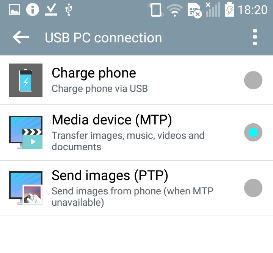 18:20
USB PC connection
Charge phone
Charge phone via USB
Media device (MTP)
Transfer images, music, videos and
documents
Send images (PTP)
Send images from phone (when MTP
unavailable)